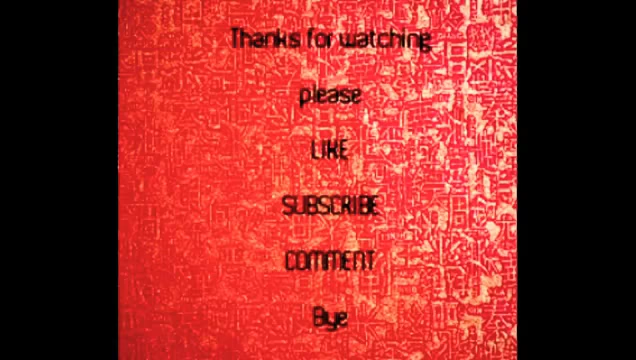 Thanks for watching
please
LIKE
SUBSCRIBE
COMMENT
Bye